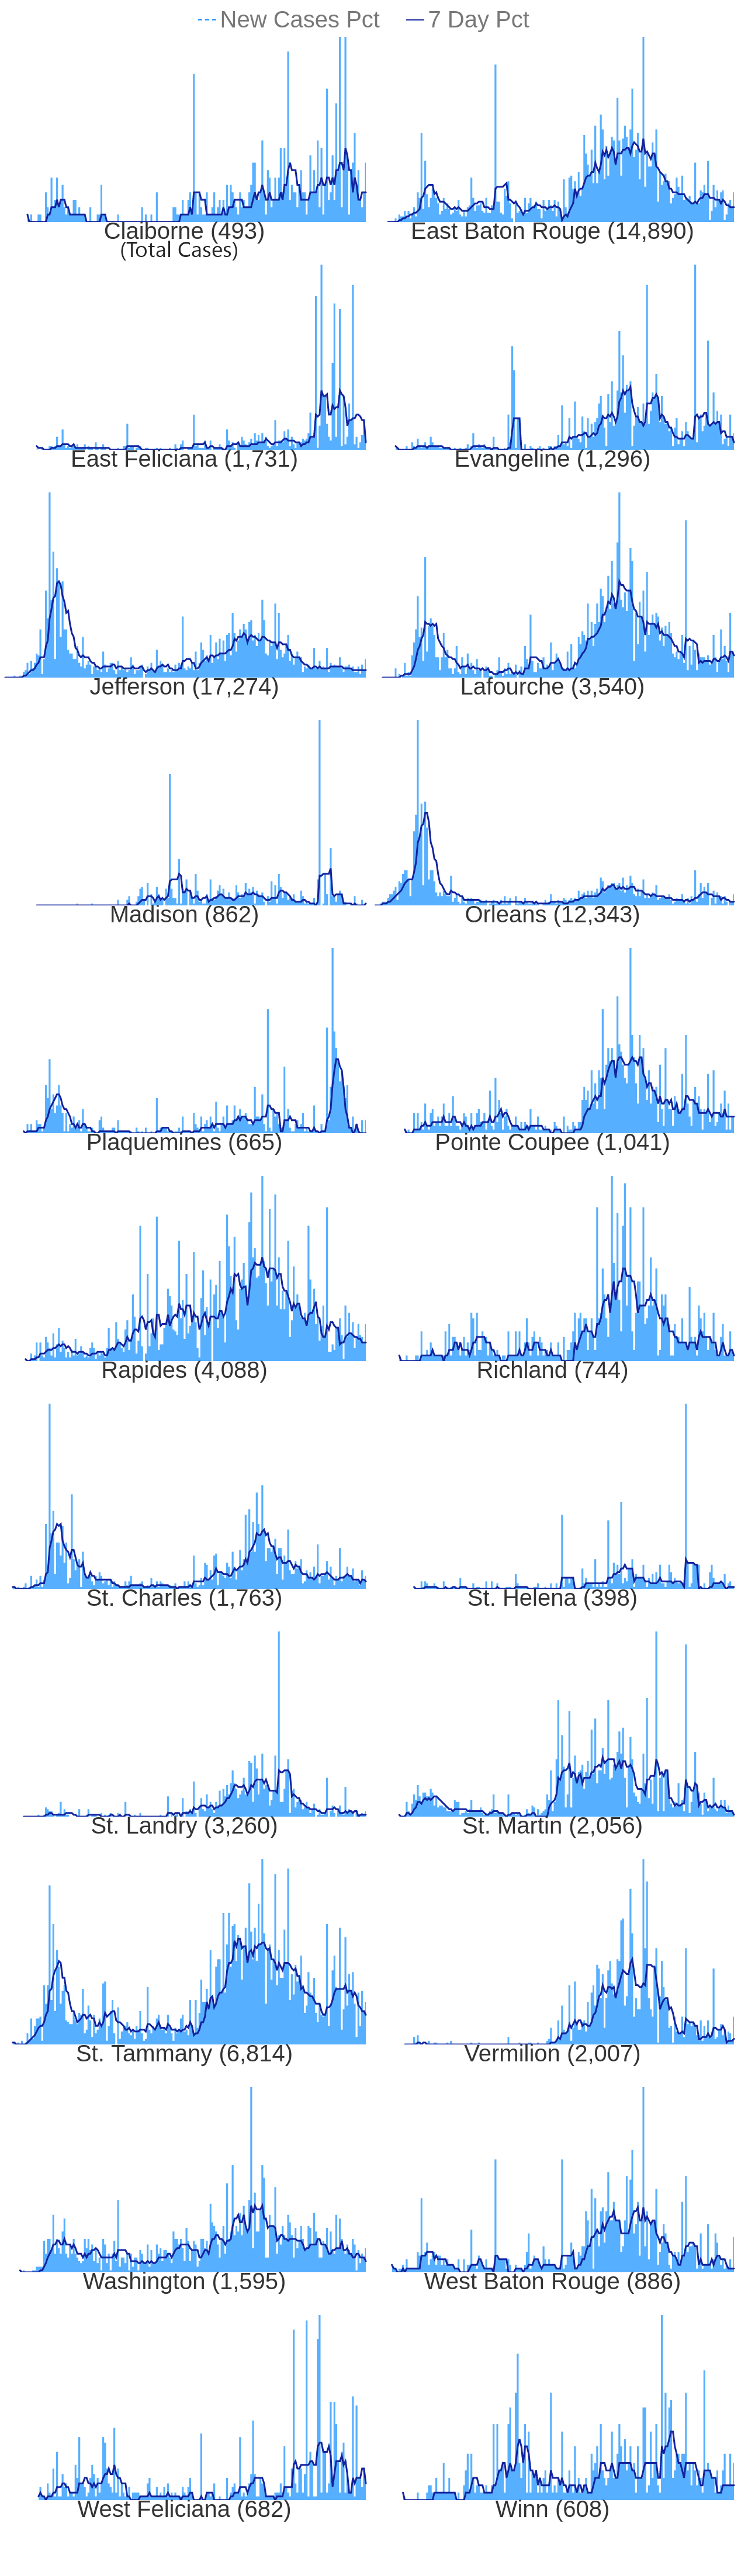 New Cases Pct 7 Day Pct
Claiborne (493) East Baton Rouge (14,890)
(Total Cases)
East Feliciana (1,731) Evangeline (1,296)
Jefferson (17,274) Lafourche (3,540)
Madison (862) Orleans (12,343)
Plaquemines (665) Pointe Coupee (1,041)
Rapides (4,088) Richland (744)
St. Charles (1,763) St. Helena (398)
St. Landry (3,260) St. Martin (2,056)
St. Tammany (6,814) Vermilion (2,007)
Washington (1,595) West Baton Rouge (886)
West Feliciana (682) Winn (608)